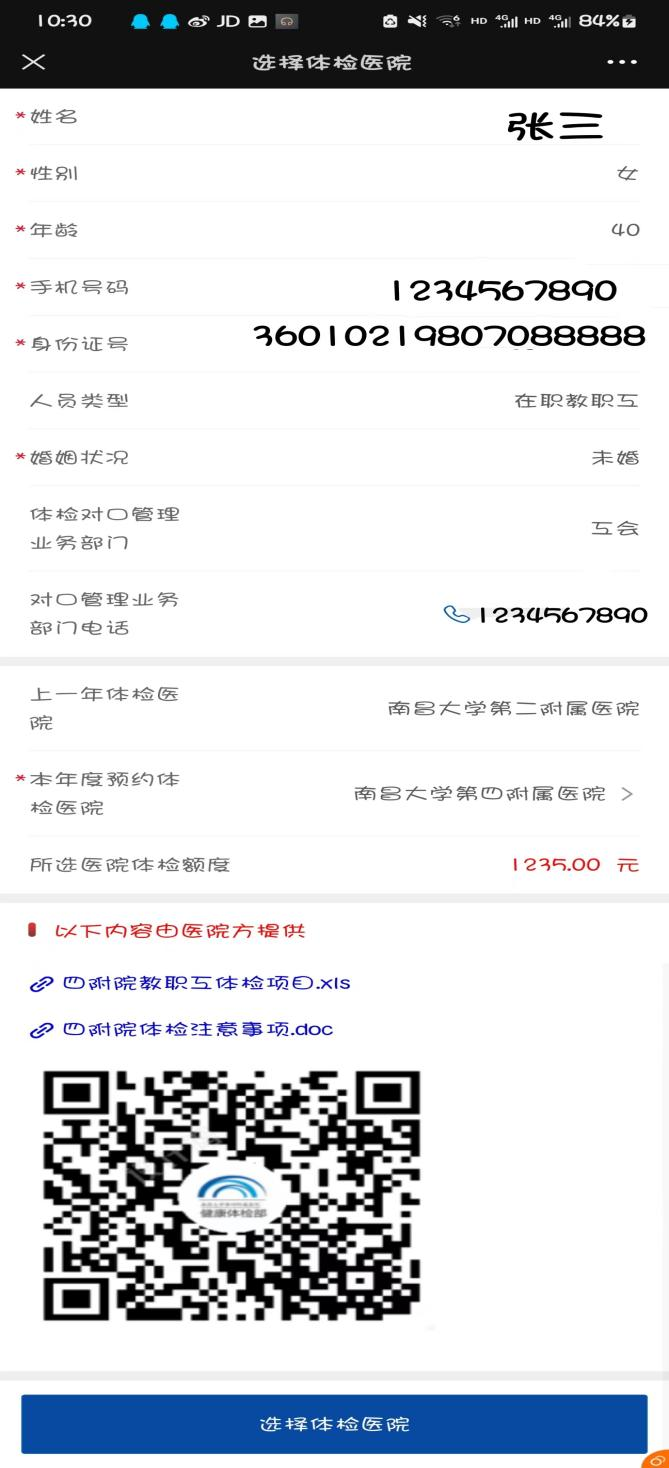 10:30 JD HD 4G HD 4G 84%
选择体检医院
*姓名 张三
*性别 女
*年龄 40
*手机号码 1234567890
*身份证号 360102198070888888
人员类型 在职教职工
*婚姻状况 未婚
体检对口管理
业务部门 工会
对口管理业务
部门电话 1234567890
上一年体检医
院 南昌大学第二附属医院
*本年度预约体
检医院 南昌大学第四附属医院
所选医院体检额度 1235.00 元
以下内容由医院方提供
四附院教职工体检项目.xls
四附院体检注意事项.doc
健康体检部
选择体检医院